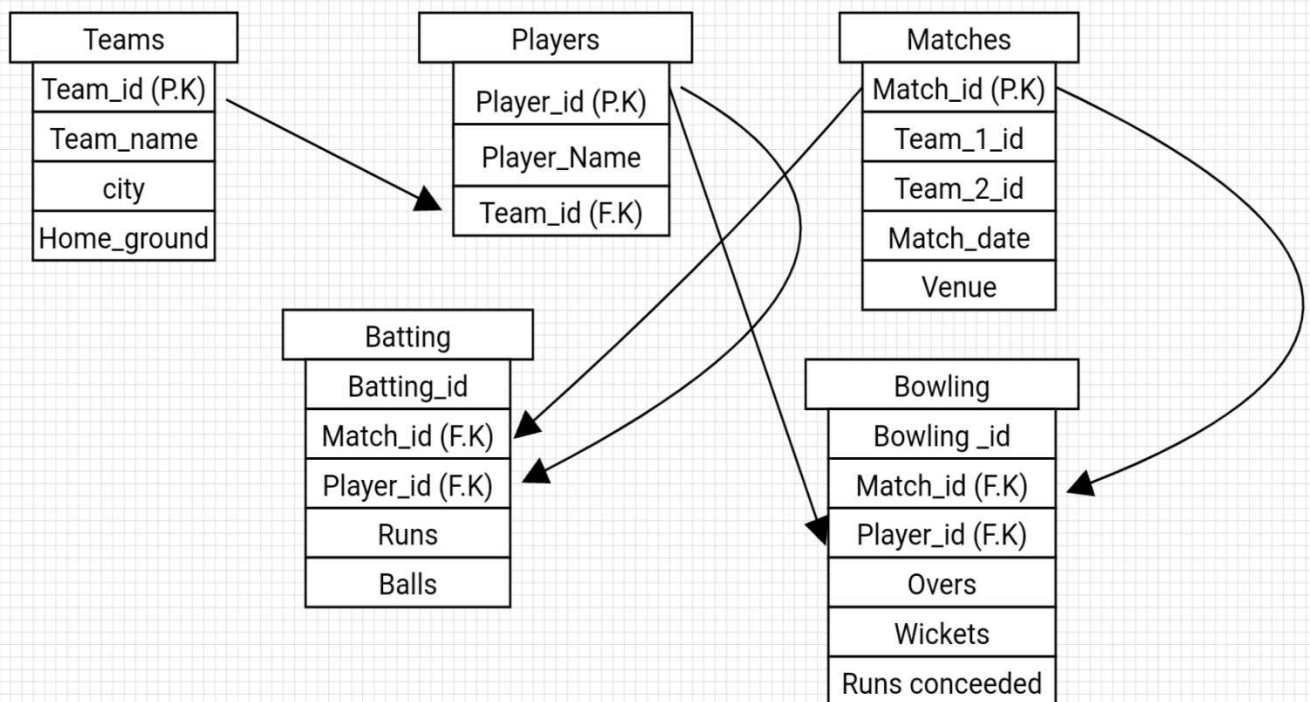 Teams
Team_id (P.K)
Team_name
city
Home_ground
Players
Player_id (P.K)
Player_Name
Team_id (F.K)
Matches
Match_id (P.K)
Team_1_id
Team_2_id
Match_date
Venue
Batting
Batting_id
Match_id (F.K)
Player_id (F.K)
Runs
Balls
Bowling
Bowling _id
Match_id (F.K)
Player_id (F.K)
Overs
Wickets
Runs conceeded